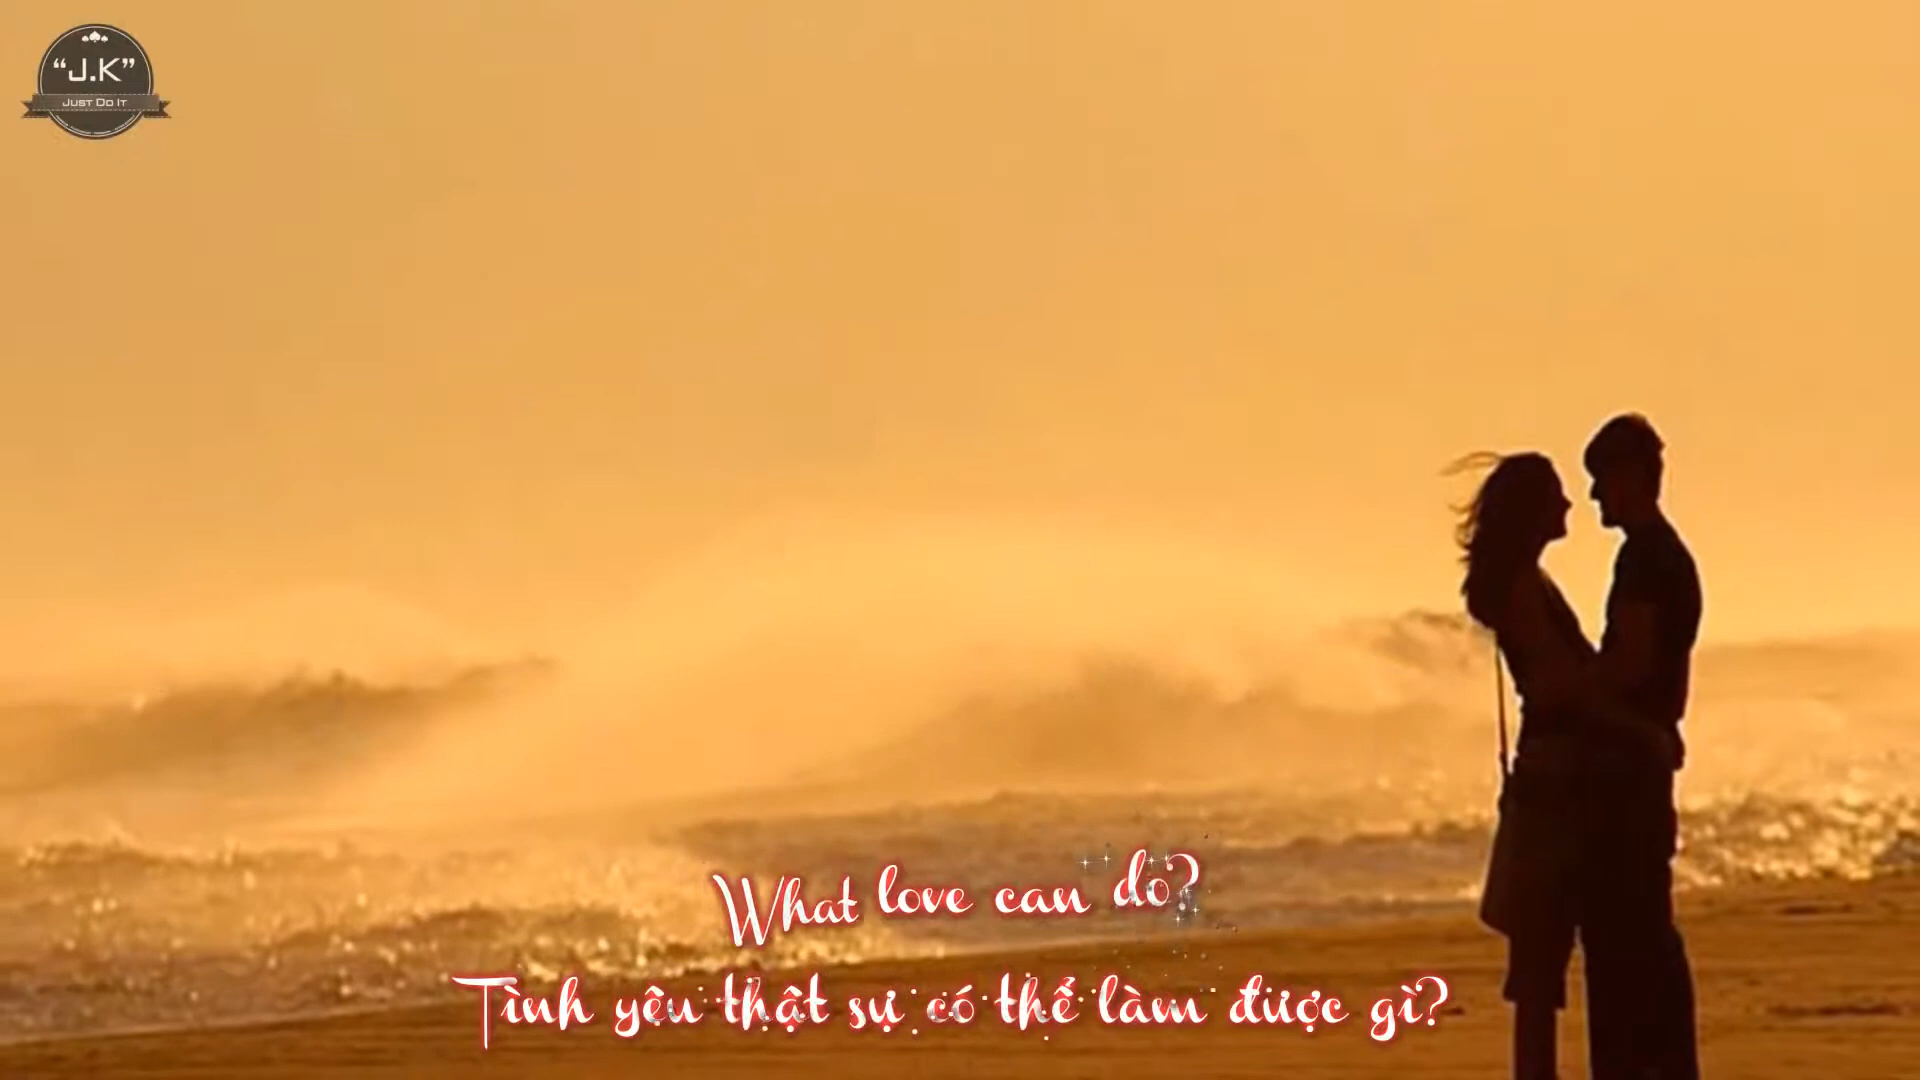 “J.K”
JUST DO IT
What love can do?
Tình yêu thật sự có thể làm được gì?